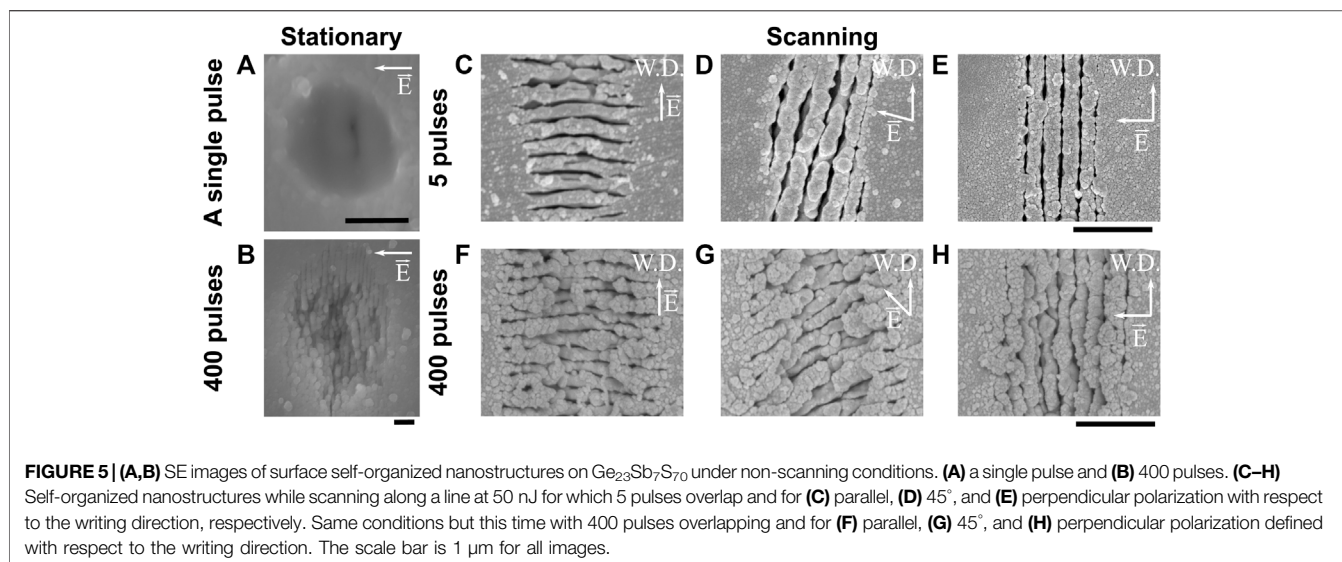 Stationary
Scanning
A single pulse
A
E
5 pulses
C
W.D.
E
D
W.D.
E
E
W.D.
E
400 pulses
B
E
400 pulses
F
W.D.
E
G
W.D.
E
H
W.D.
E
FIGURE 5 | (A,B) SE images of surface self-organized nanostructures on Ge23Sb7S70 under non-scanning conditions. (A) a single pulse and (B) 400 pulses. (C–H)
Self-organized nanostructures while scanning along a line at 50 nJ for which 5 pulses overlap and for (C) parallel, (D) 45°, and (E) perpendicular polarization with respect
to the writing direction, respectively. Same conditions but this time with 400 pulses overlapping and for (F) parallel, (G) 45°, and (H) perpendicular polarization defined
with respect to the writing direction. The scale bar is 1 μm for all images.